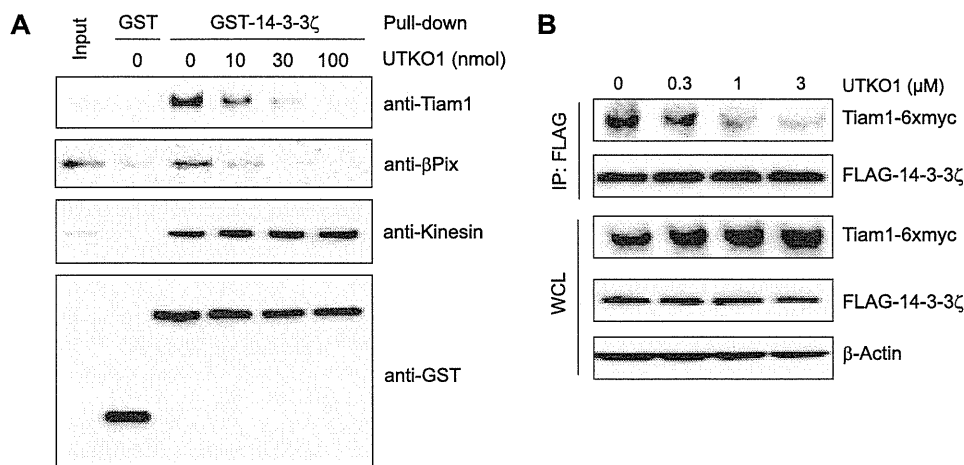 A
Input
GST
GST-14-3-3ζ
Pull-down
0
0
10
30
100
UTKO1 (nmol)
anti-Tiam1
anti-βPix
anti-Kinesin
anti-GST
B
0
0.3
1
3
UTKO1 (µM)
IP: FLAG
Tiam1-6xmyc
FLAG-14-3-3ζ
WCL
Tiam1-6xmyc
FLAG-14-3-3ζ
β-Actin